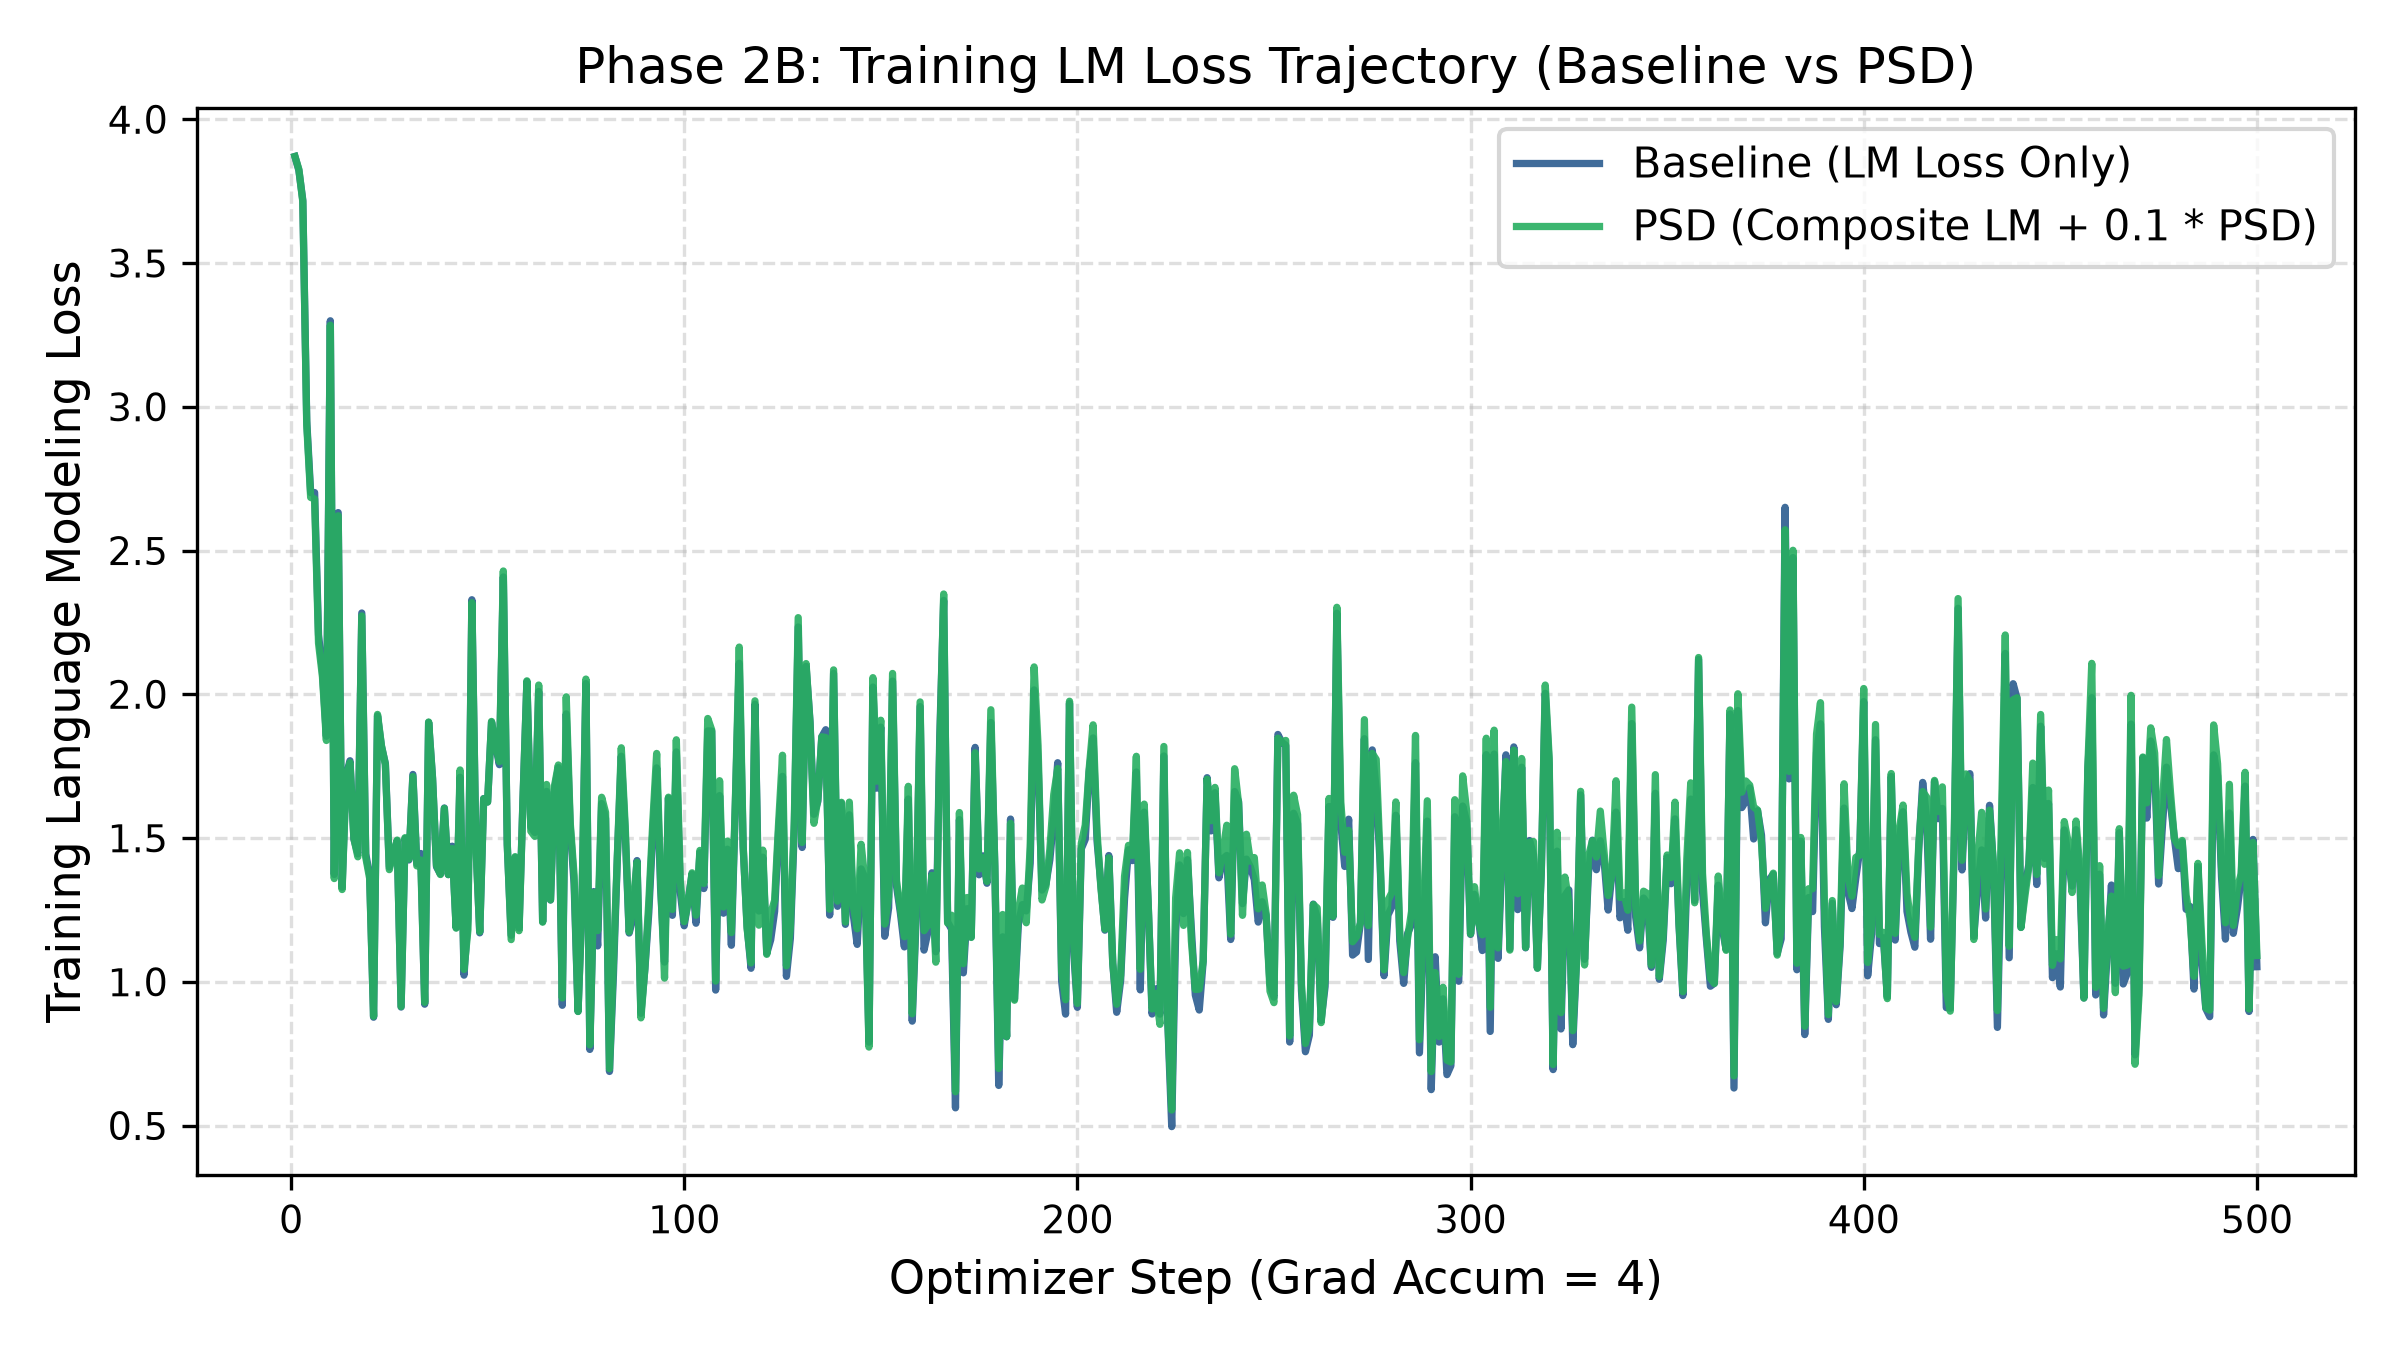 Phase 2B: Training LM Loss Trajectory (Baseline vs PSD)
Baseline (LM Loss Only)
PSD (Composite LM + 0.1 * PSD)
Training Language Modeling Loss
4.0
3.5
3.0
2.5
2.0
1.5
1.0
0.5
0 100 200 300 400 500
Optimizer Step (Grad Accum = 4)